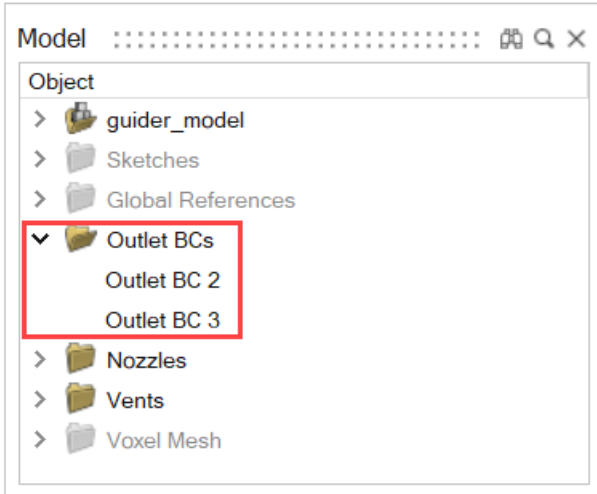 Model
Object
guider_model
Sketches
Global References
Outlet BCs
Outlet BC 2
Outlet BC 3
Nozzles
Vents
Voxel Mesh